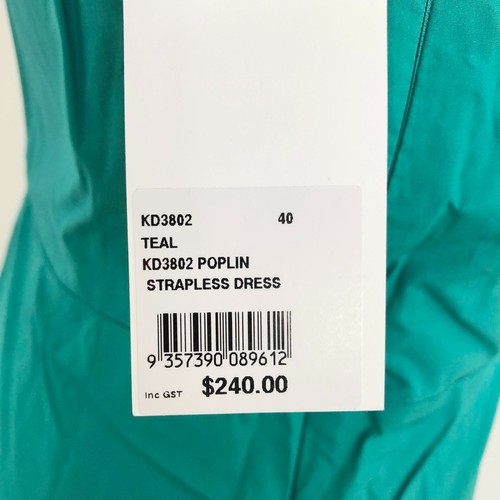 KD3802 40
TEAL
KD3802 POPLIN
STRAPLESS DRESS
9 357390 089612
Inc GST $240.00